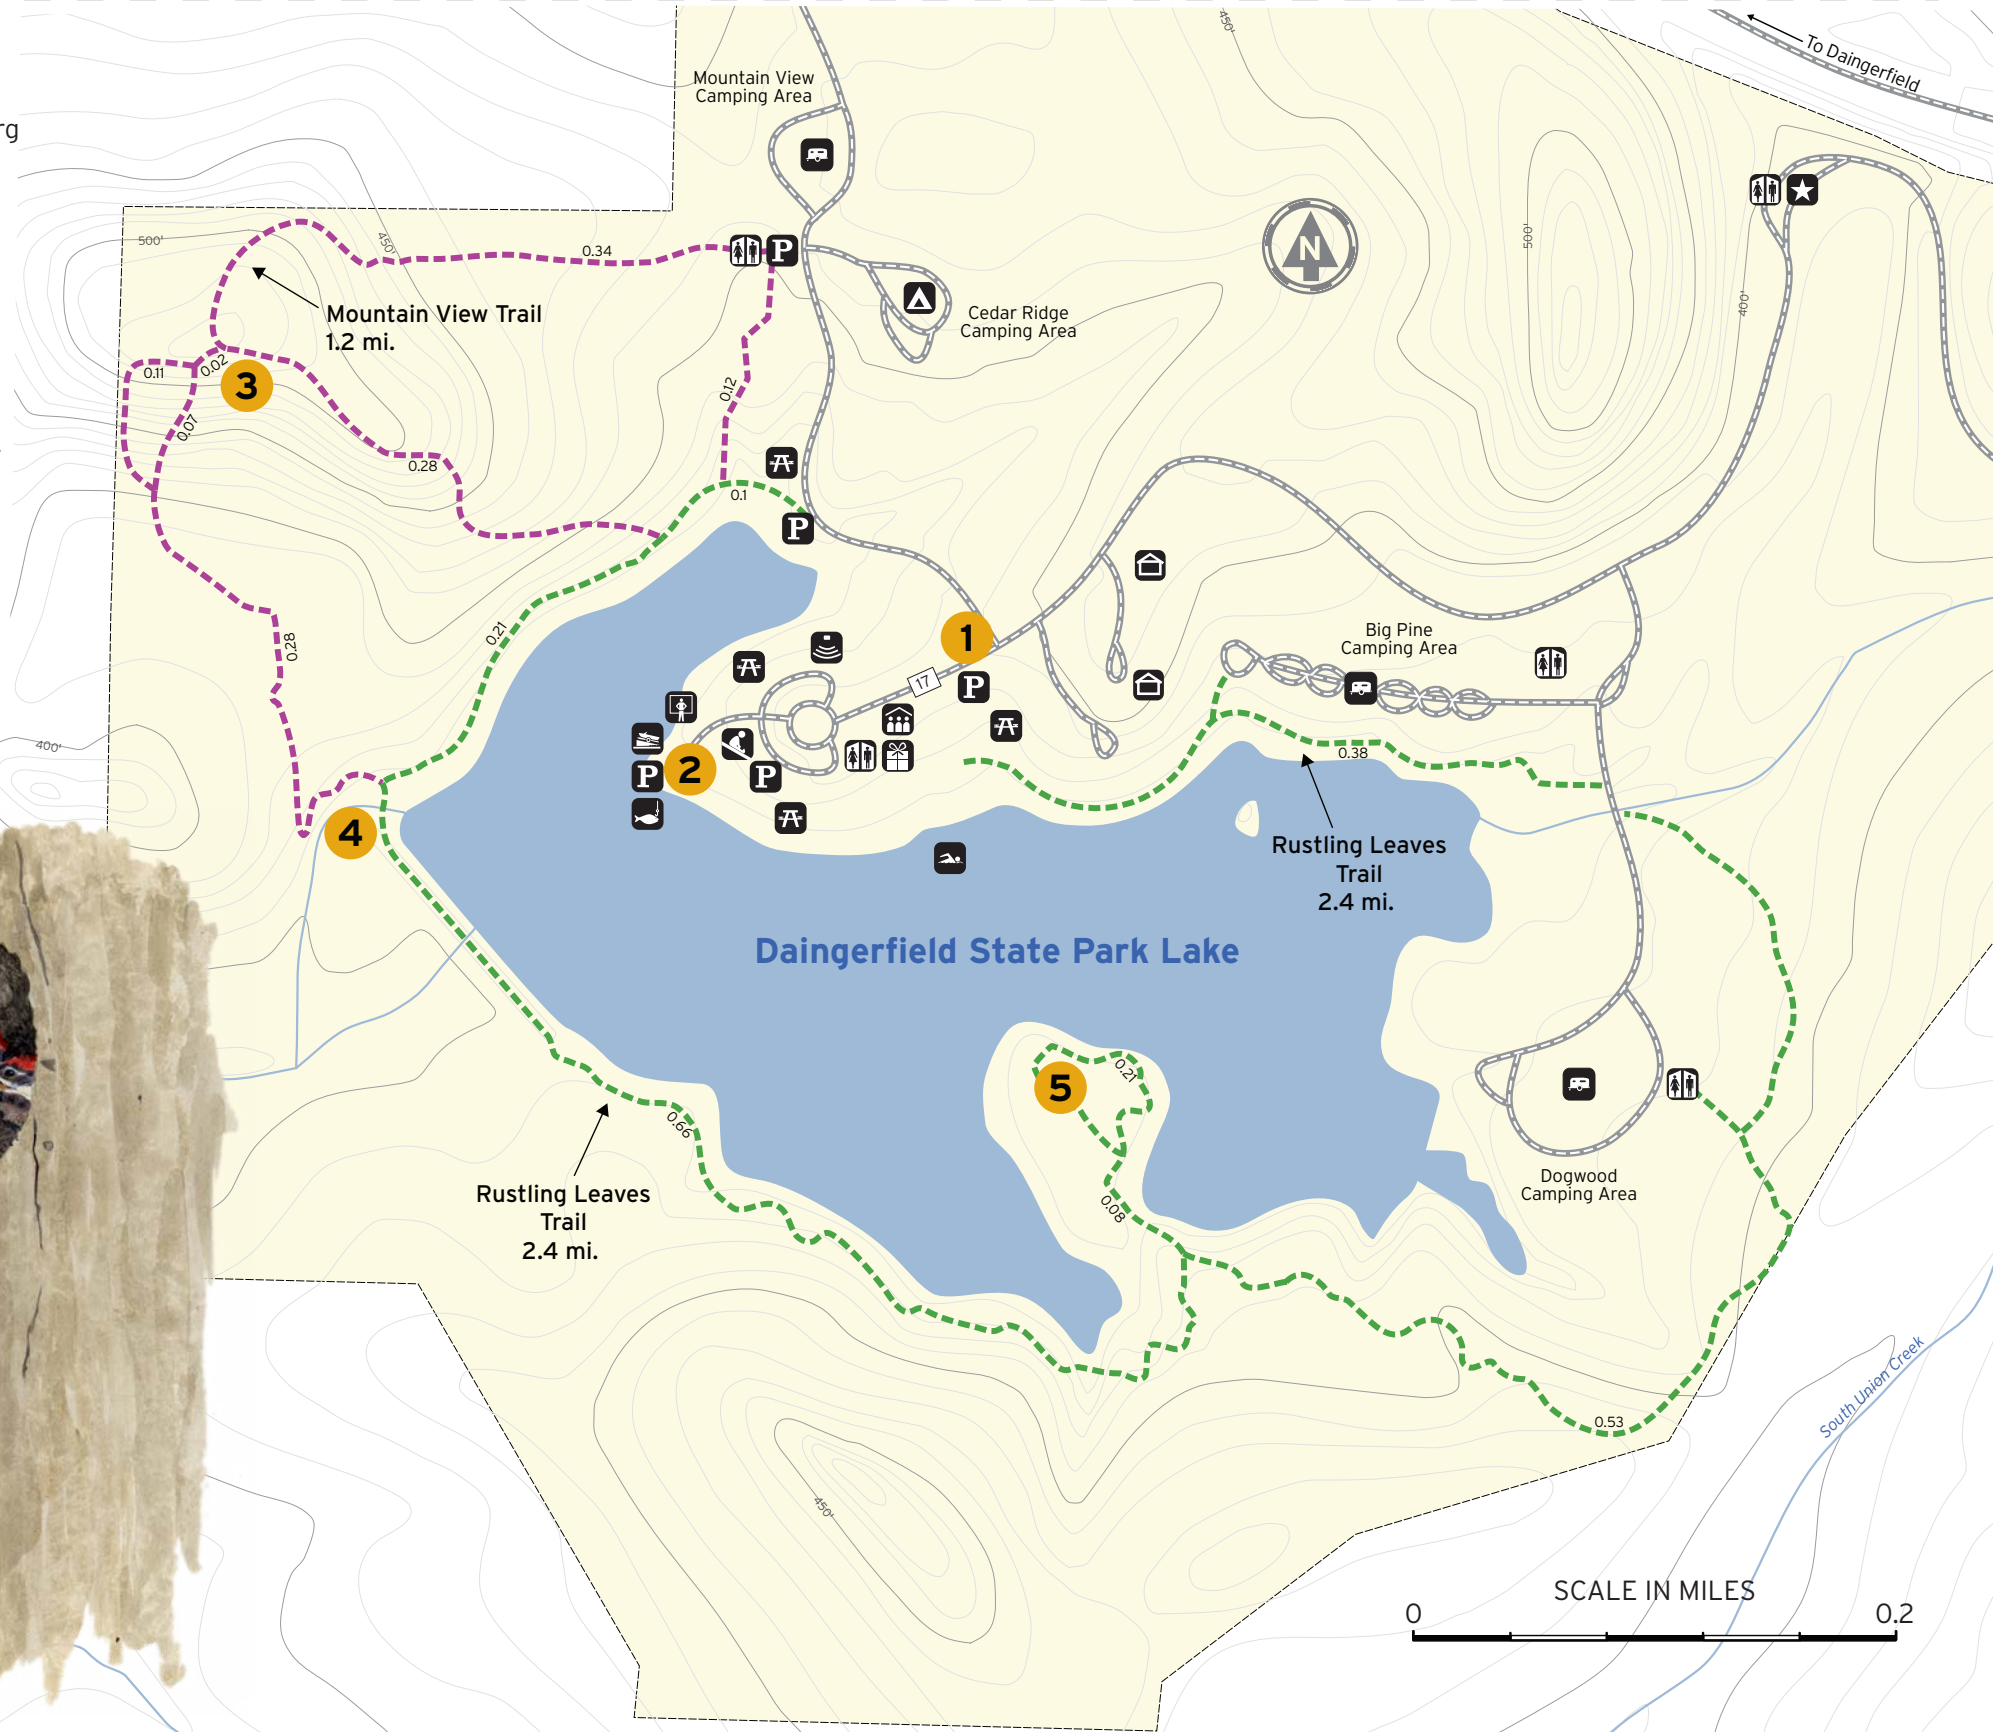 To Daingerfield
Mountain View
Camping Area
rg
450'
500'
450'
0.34
N
500'
400'
Mountain View Trail
1.2 mi.
Cedar Ridge
Camping Area
P
0.11
0.02
3
0.12
0.07
0.28
0.1
P
0.21
0.28
1
Big Pine
Camping Area
17
P
400'
P
2
P
0.38
4
Rustling Leaves
Trail
2.4 mi.
Daingerfield State Park Lake
5
0.21
0.66
0.08
Rustling Leaves
Trail
2.4 mi.
Dogwood
Camping Area
South Union Creek
0.53
450'
SCALE IN MILES
0
0.2